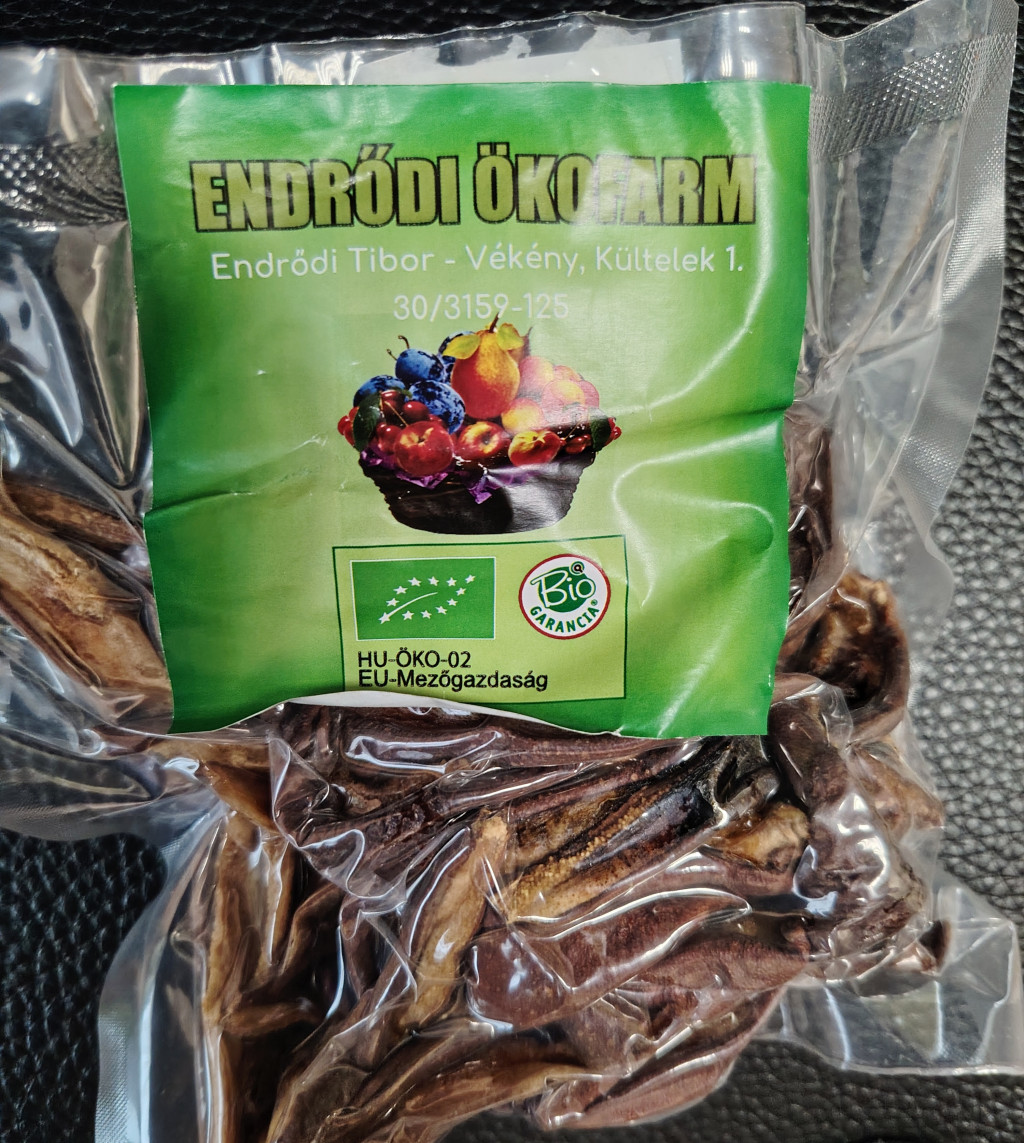 ENDRŐDI ÖKOFARM
Endrődi Tibor - Vékény, Kültelek 1.
30/3159-125
Bio
GARANCIA®
HU-ÖKO-02
EU-Mezőgazdaság